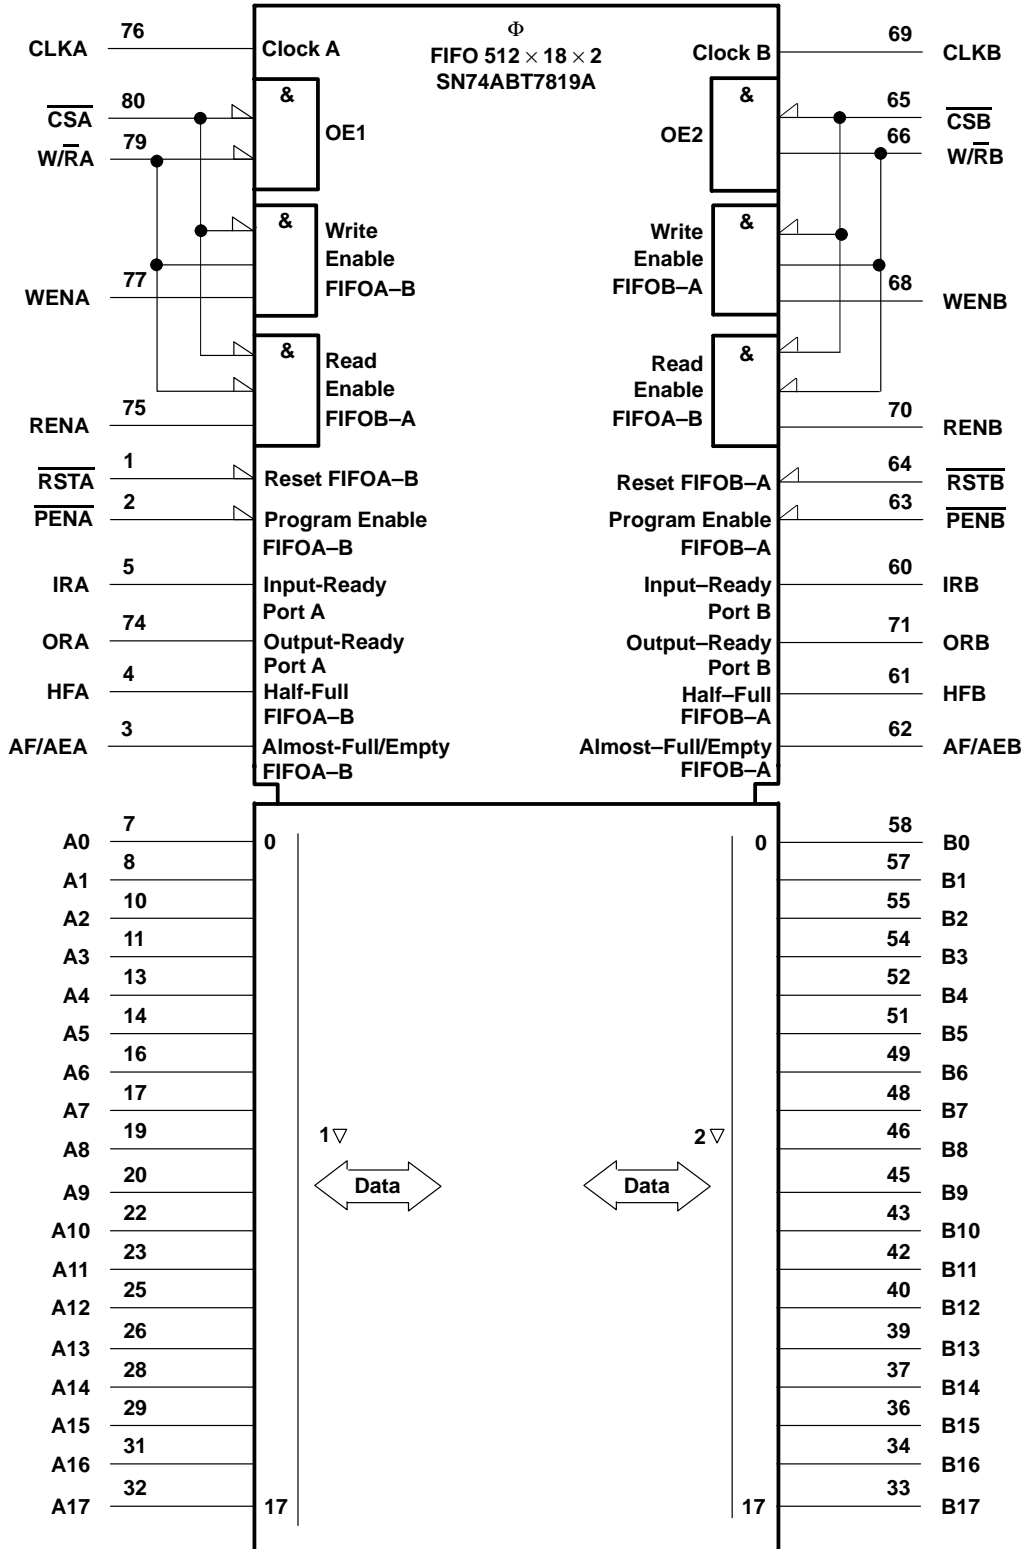 Φ
FIFO 512 × 18 × 2
SN74ABT7819A
CLKA 76 Clock A
Clock B 69 CLKB
C̅S̅A̅ 80 &
OE1
W/R̅A 79
& 65 C̅S̅B̅
OE2
66 W/R̅B
& Write
Enable
FIFOA–B
WENA 77
Write &
Enable
FIFOB–A
68 WENB
& Read
Enable
FIFOB–A
RENA 75
Read &
Enable
FIFOA–B
70 RENB
R̅S̅T̅A̅ 1 Reset FIFOA–B
Reset FIFOB–A 64 R̅S̅T̅B̅
P̅E̅N̅A̅ 2 Program Enable
FIFOA–B
Program Enable 63 P̅E̅N̅B̅
FIFOB–A
IRA 5 Input-Ready
Port A
Input–Ready 60 IRB
Port B
ORA 74 Output-Ready
Port A
Output–Ready 71 ORB
Port B
HFA 4 Half-Full
FIFOA–B
Half–Full 61 HFB
FIFOB–A
AF/AEA 3 Almost-Full/Empty
FIFOA–B
Almost–Full/Empty 62 AF/AEB
FIFOB–A
A0 7 0 0 58 B0
A1 8 57 B1
A2 10 55 B2
A3 11 54 B3
A4 13 52 B4
A5 14 51 B5
A6 16 49 B6
A7 17 48 B7
A8 19 1▽ 2▽ 46 B8
A9 20 Data Data 45 B9
A10 22 43 B10
A11 23 42 B11
A12 25 40 B12
A13 26 39 B13
A14 28 37 B14
A15 29 36 B15
A16 31 34 B16
A17 32 17 17 33 B17